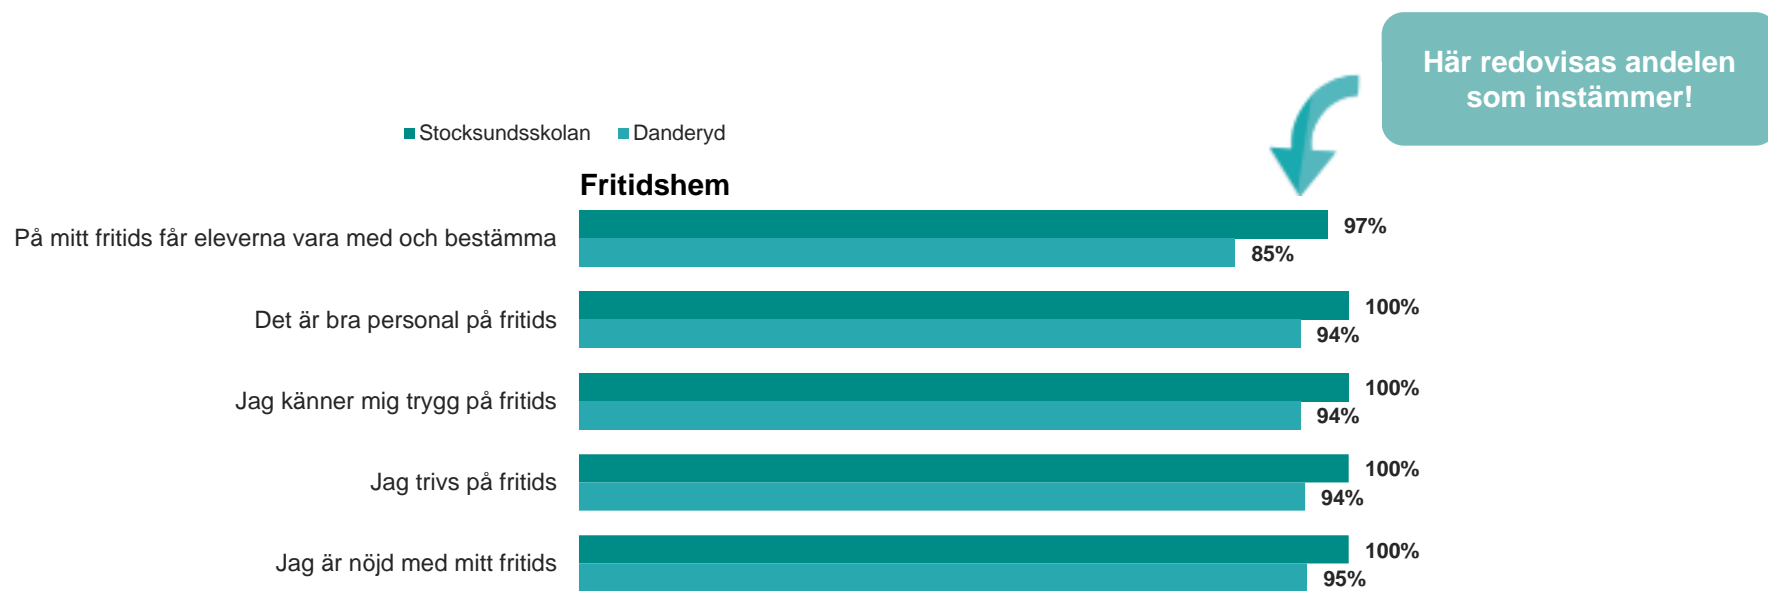 Här redovisas andelen
som instämmer!
Stocksundsskolan Danderyd
Fritidshem
På mitt fritids får eleverna vara med och bestämma
97%
85%
Det är bra personal på fritids
100%
94%
Jag känner mig trygg på fritids
100%
94%
Jag trivs på fritids
100%
94%
Jag är nöjd med mitt fritids
100%
95%